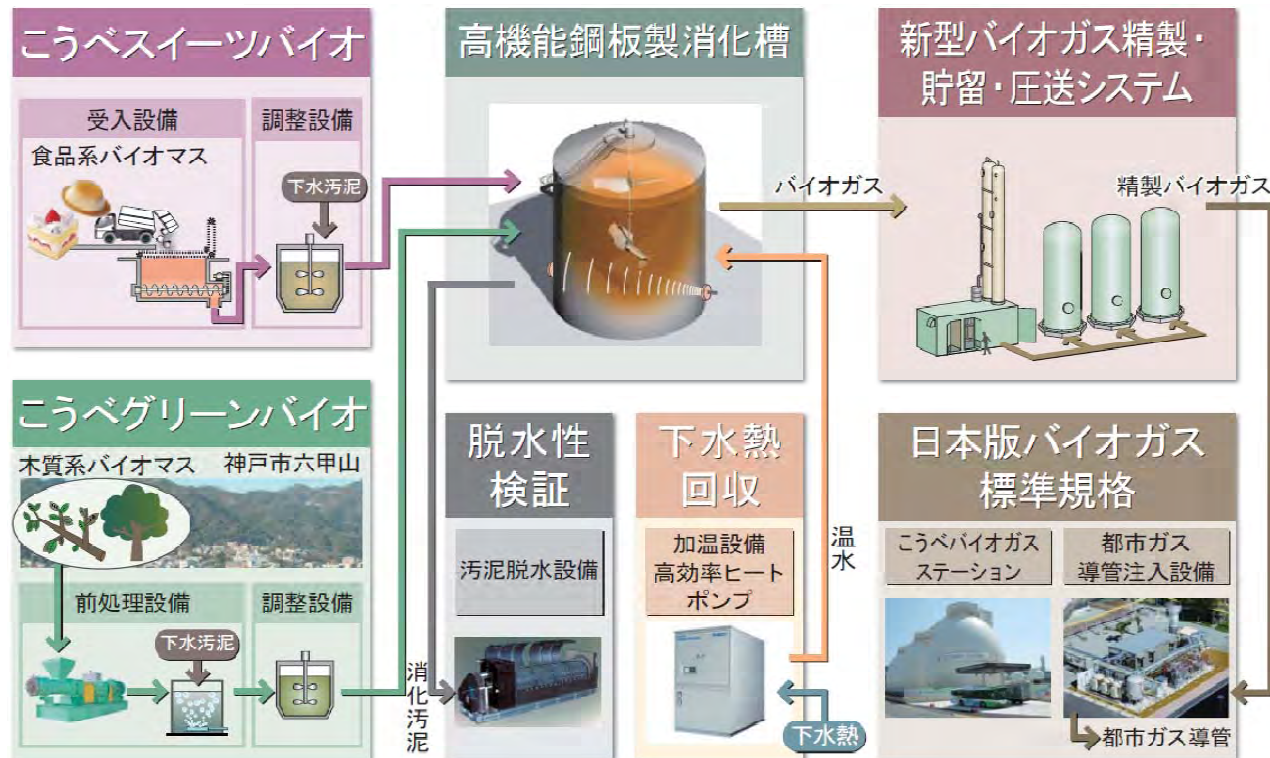 こうべスイーツバイオ
受入設備
調整設備
食品系バイオマス
下水汚泥
高機能鋼板製消化槽
バイオガス
新型バイオガス精製・
貯留・圧送システム
精製バイオガス
こうべグリーンバイオ
木質系バイオマス
神戸市六甲山
前処理設備
調整設備
下水汚泥
消化汚泥
脱水性
検証
汚泥脱水設備
下水熱
回収
加温設備
高効率ヒート
ポンプ
温水
下水熱
日本版バイオガス
標準規格
こうべバイオガス
ステーション
都市ガス
導管注入設備
都市ガス導管